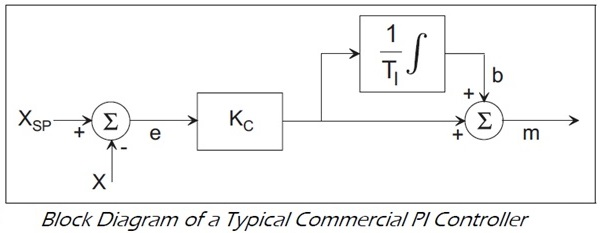 1
T_I ∫
b
+
X_SP
+
Σ
-
e
K_C
+
Σ
m
X
Block Diagram of a Typical Commercial PI Controller